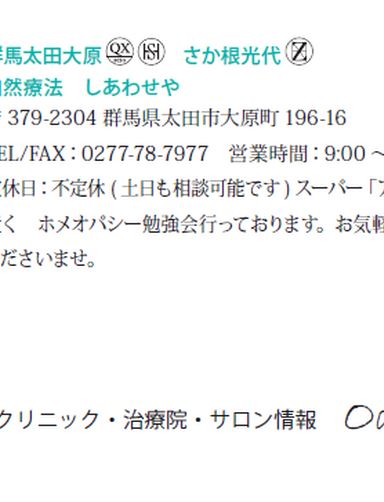 群馬太田大原 QX SH さか根光代 Z
自然療法 しあわせや
〒379-2304 群馬県太田市大原町 196-16
TEL/FAX：0277-78-7977 営業時間：9:00 ～
定休日：不定休 ( 土日も相談可能です ) スーパー「
く ホメオパシー勉強会行っております。お気軽
ださいませ。
クリニック・治療院・サロン情報